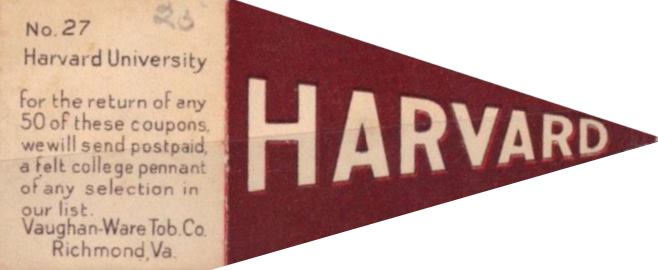 23
No. 27
Harvard University
For the return of any
50 of these coupons,
we will send postpaid,
a felt college pennant
of any selection in
our list.
Vaughan-Ware Tob. Co.
Richmond, Va.
HARVARD